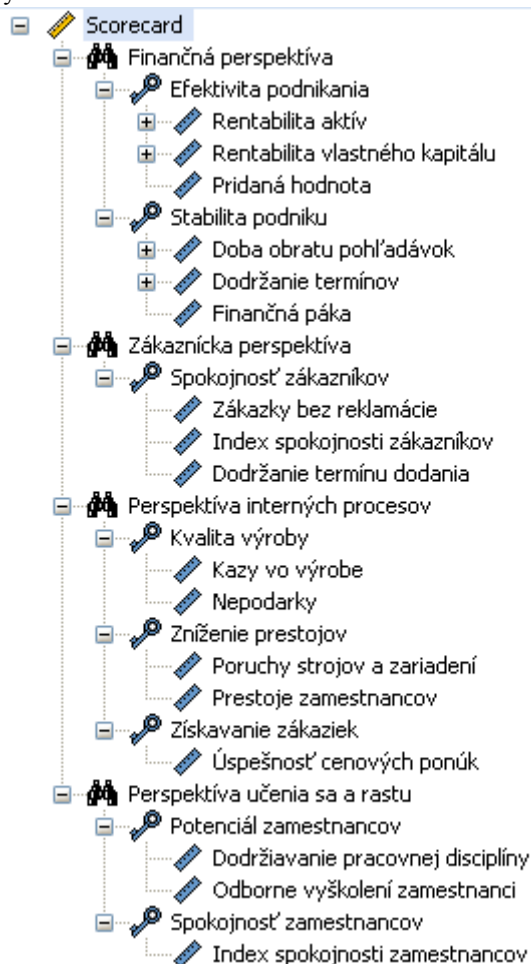 Scorecard
Finančná perspektíva
Efektivita podnikania
Rentabilita aktív
Rentabilita vlastného kapitálu
Pridaná hodnota
Stabilita podniku
Doba obratu pohľadávok
Dodržanie termínov
Finančná páka
Zákaznícka perspektíva
Spokojnosť zákazníkov
Zákazky bez reklamácie
Index spokojnosti zákazníkov
Dodržanie termínu dodania
Perspektíva interných procesov
Kvalita výroby
Kazy vo výrobe
Nepodarky
Zníženie prestojov
Poruchy strojov a zariadení
Prestoje zamestnancov
Získavanie zákaziek
Úspešnosť cenových ponúk
Perspektíva učenia sa a rastu
Potenciál zamestnancov
Dodržiavanie pracovnej disciplíny
Odborne vyškolení zamestnanci
Spokojnosť zamestnancov
Index spokojnosti zamestnancov